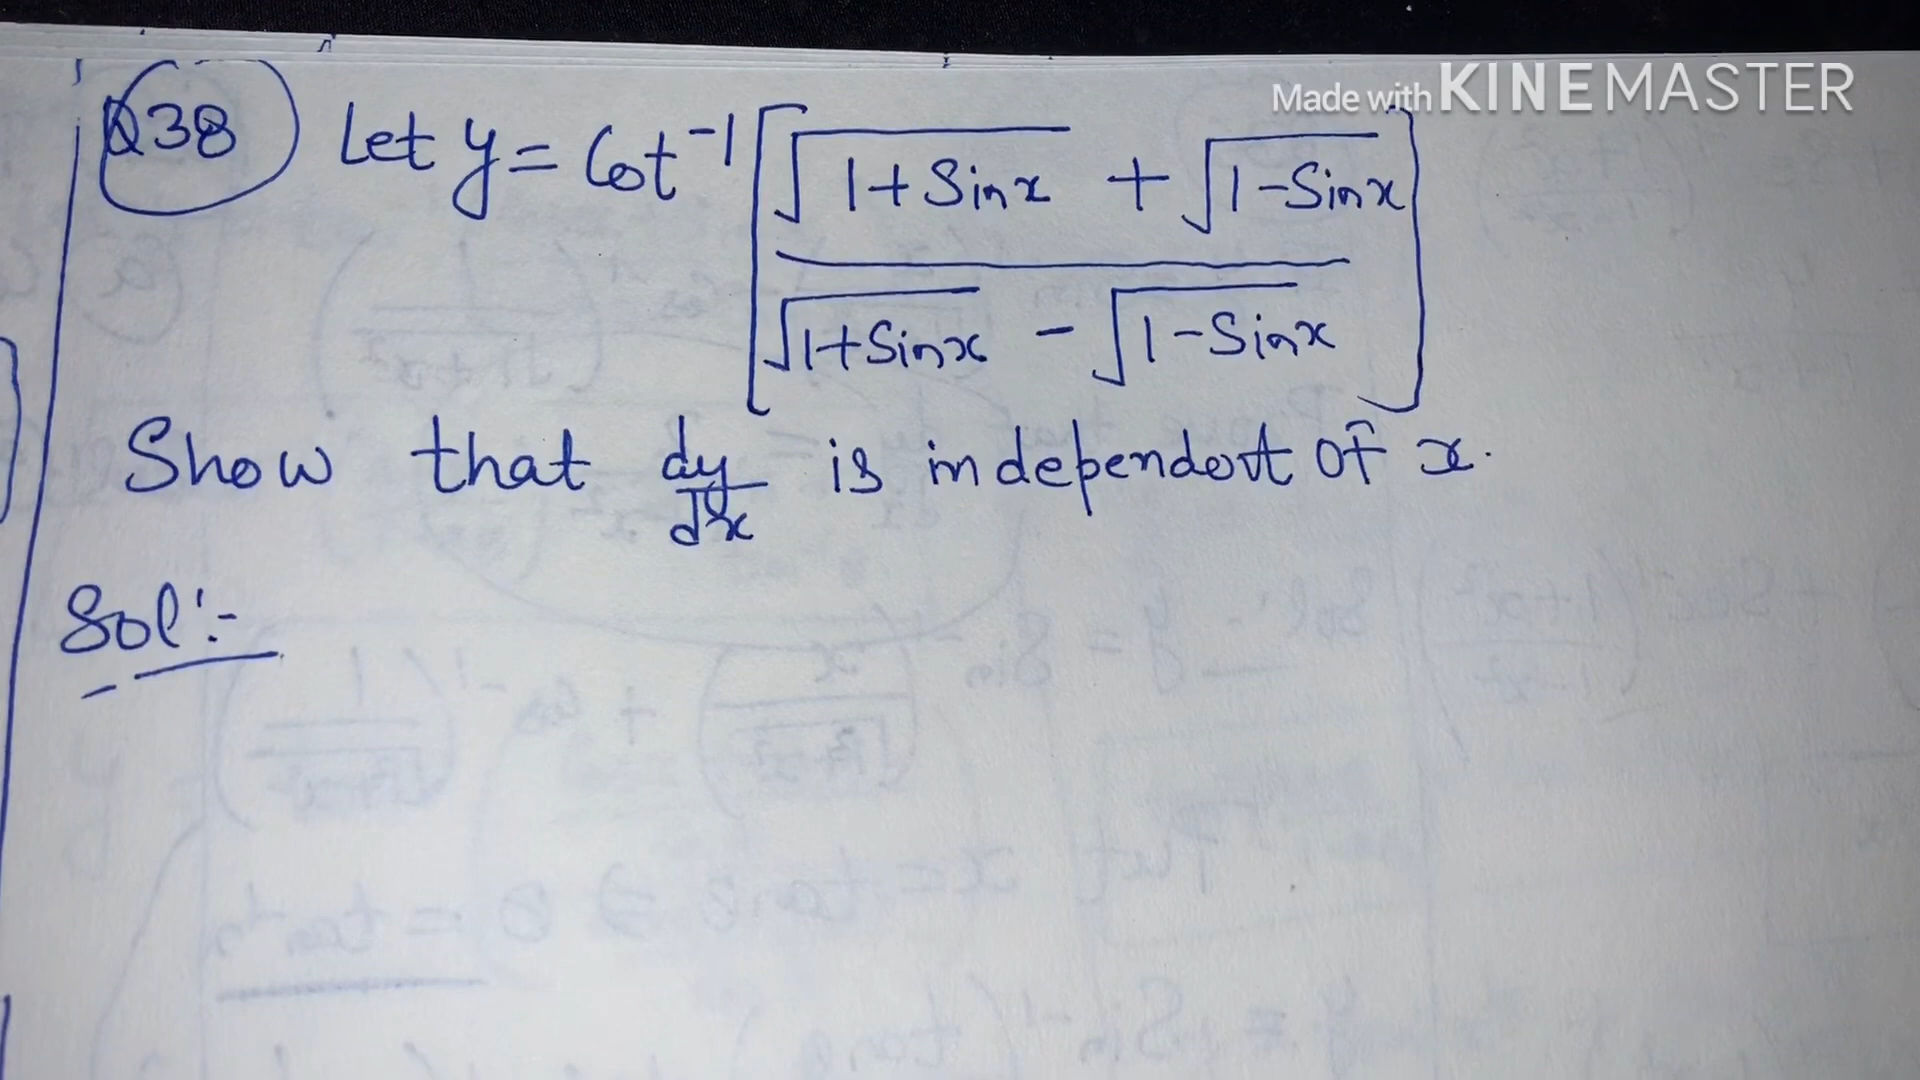 Made with KINEMASTER
Q38 Let y = Cot⁻¹[(√(1+Sinx) + √(1-Sinx)) / (√(1+Sinx) - √(1-Sinx))]
Show that dy/dx is independent of x.
Sol':-